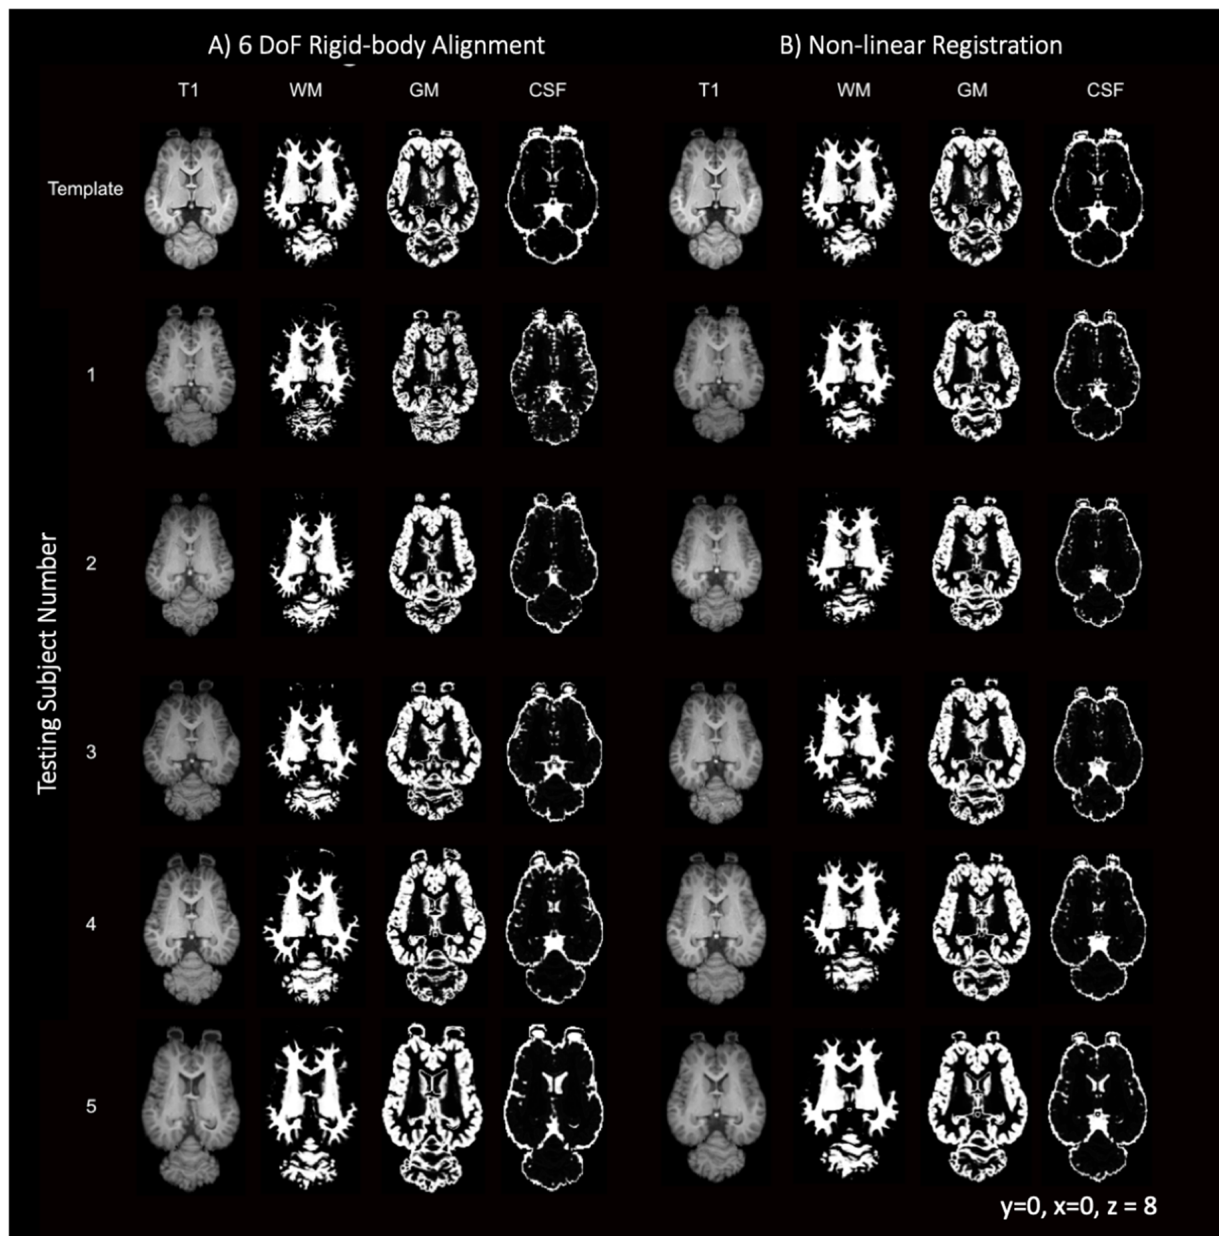 A) 6 DoF Rigid-body Alignment B) Non-linear Registration
T1 WM GM CSF T1 WM GM CSF
Template
Testing Subject Number
1
2
3
4
5
y=0, x=0, z = 8